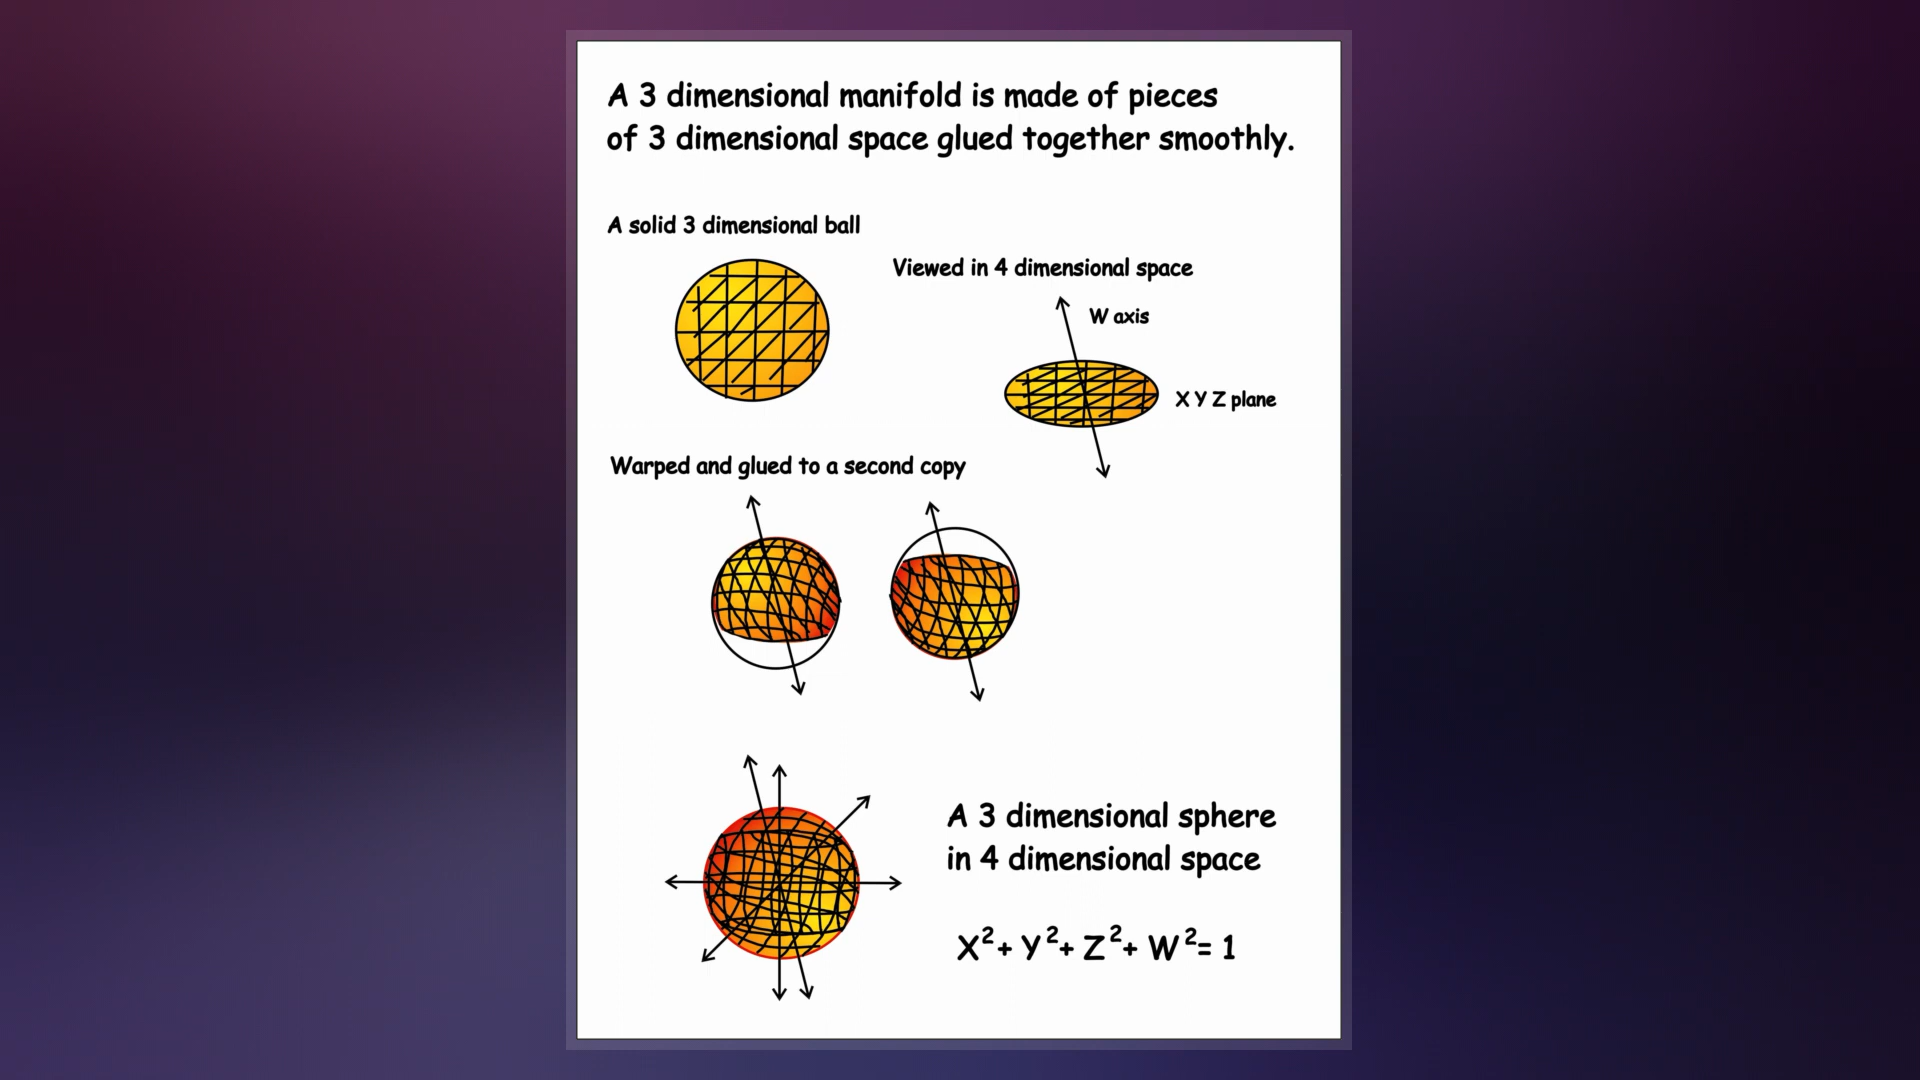 A 3 dimensional manifold is made of pieces
of 3 dimensional space glued together smoothly.
A solid 3 dimensional ball
Viewed in 4 dimensional space
W axis
X Y Z plane
Warped and glued to a second copy
A 3 dimensional sphere
in 4 dimensional space
X²+ Y²+ Z²+ W²= 1